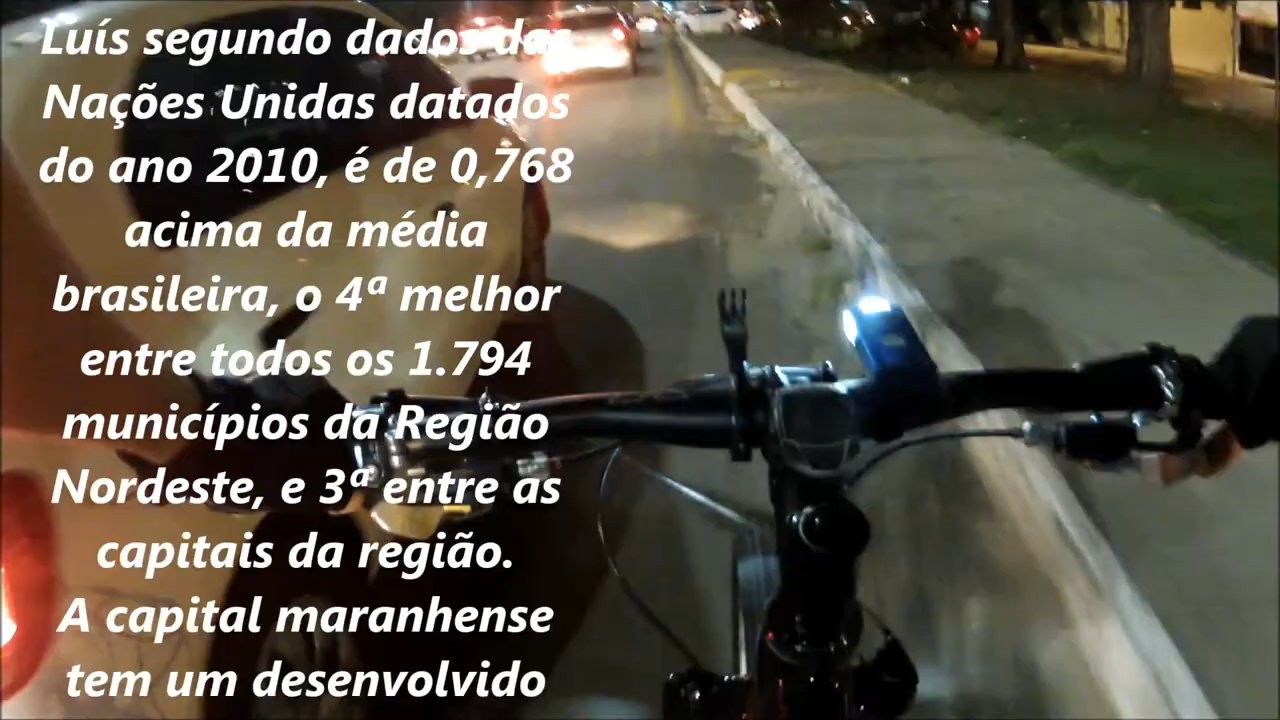 Luís segundo dados das
Nações Unidas datados
do ano 2010, é de 0,768
acima da média
brasileira, o 4ª melhor
entre todos os 1.794
municípios da Região
Nordeste, e 3ª entre as
capitais da região.
A capital maranhense
tem um desenvolvido